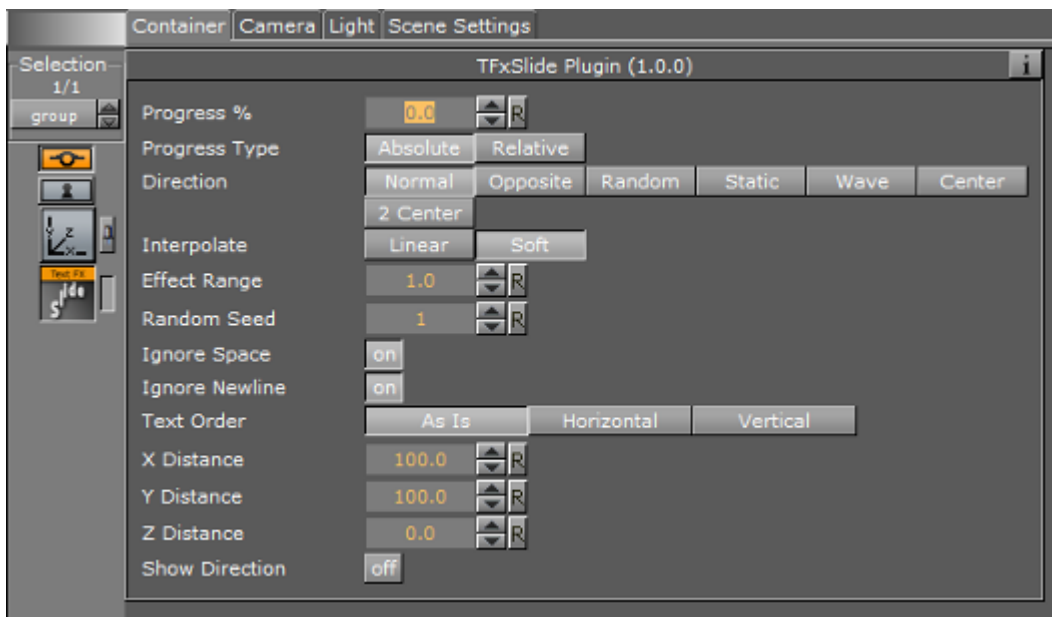 Container Camera Light Scene Settings
Selection
1/1
group
TFxSlide Plugin (1.0.0) i
Progress % 0.0 R
Progress Type Absolute Relative
Direction Normal Opposite Random Static Wave Center
2 Center
Interpolate Linear Soft
Effect Range 1.0 R
Random Seed 1 R
Ignore Space on
Ignore Newline on
Text Order As Is Horizontal Vertical
X Distance 100.0 R
Y Distance 100.0 R
Z Distance 0.0 R
Show Direction off
Y Z
X
Text FX
Slide